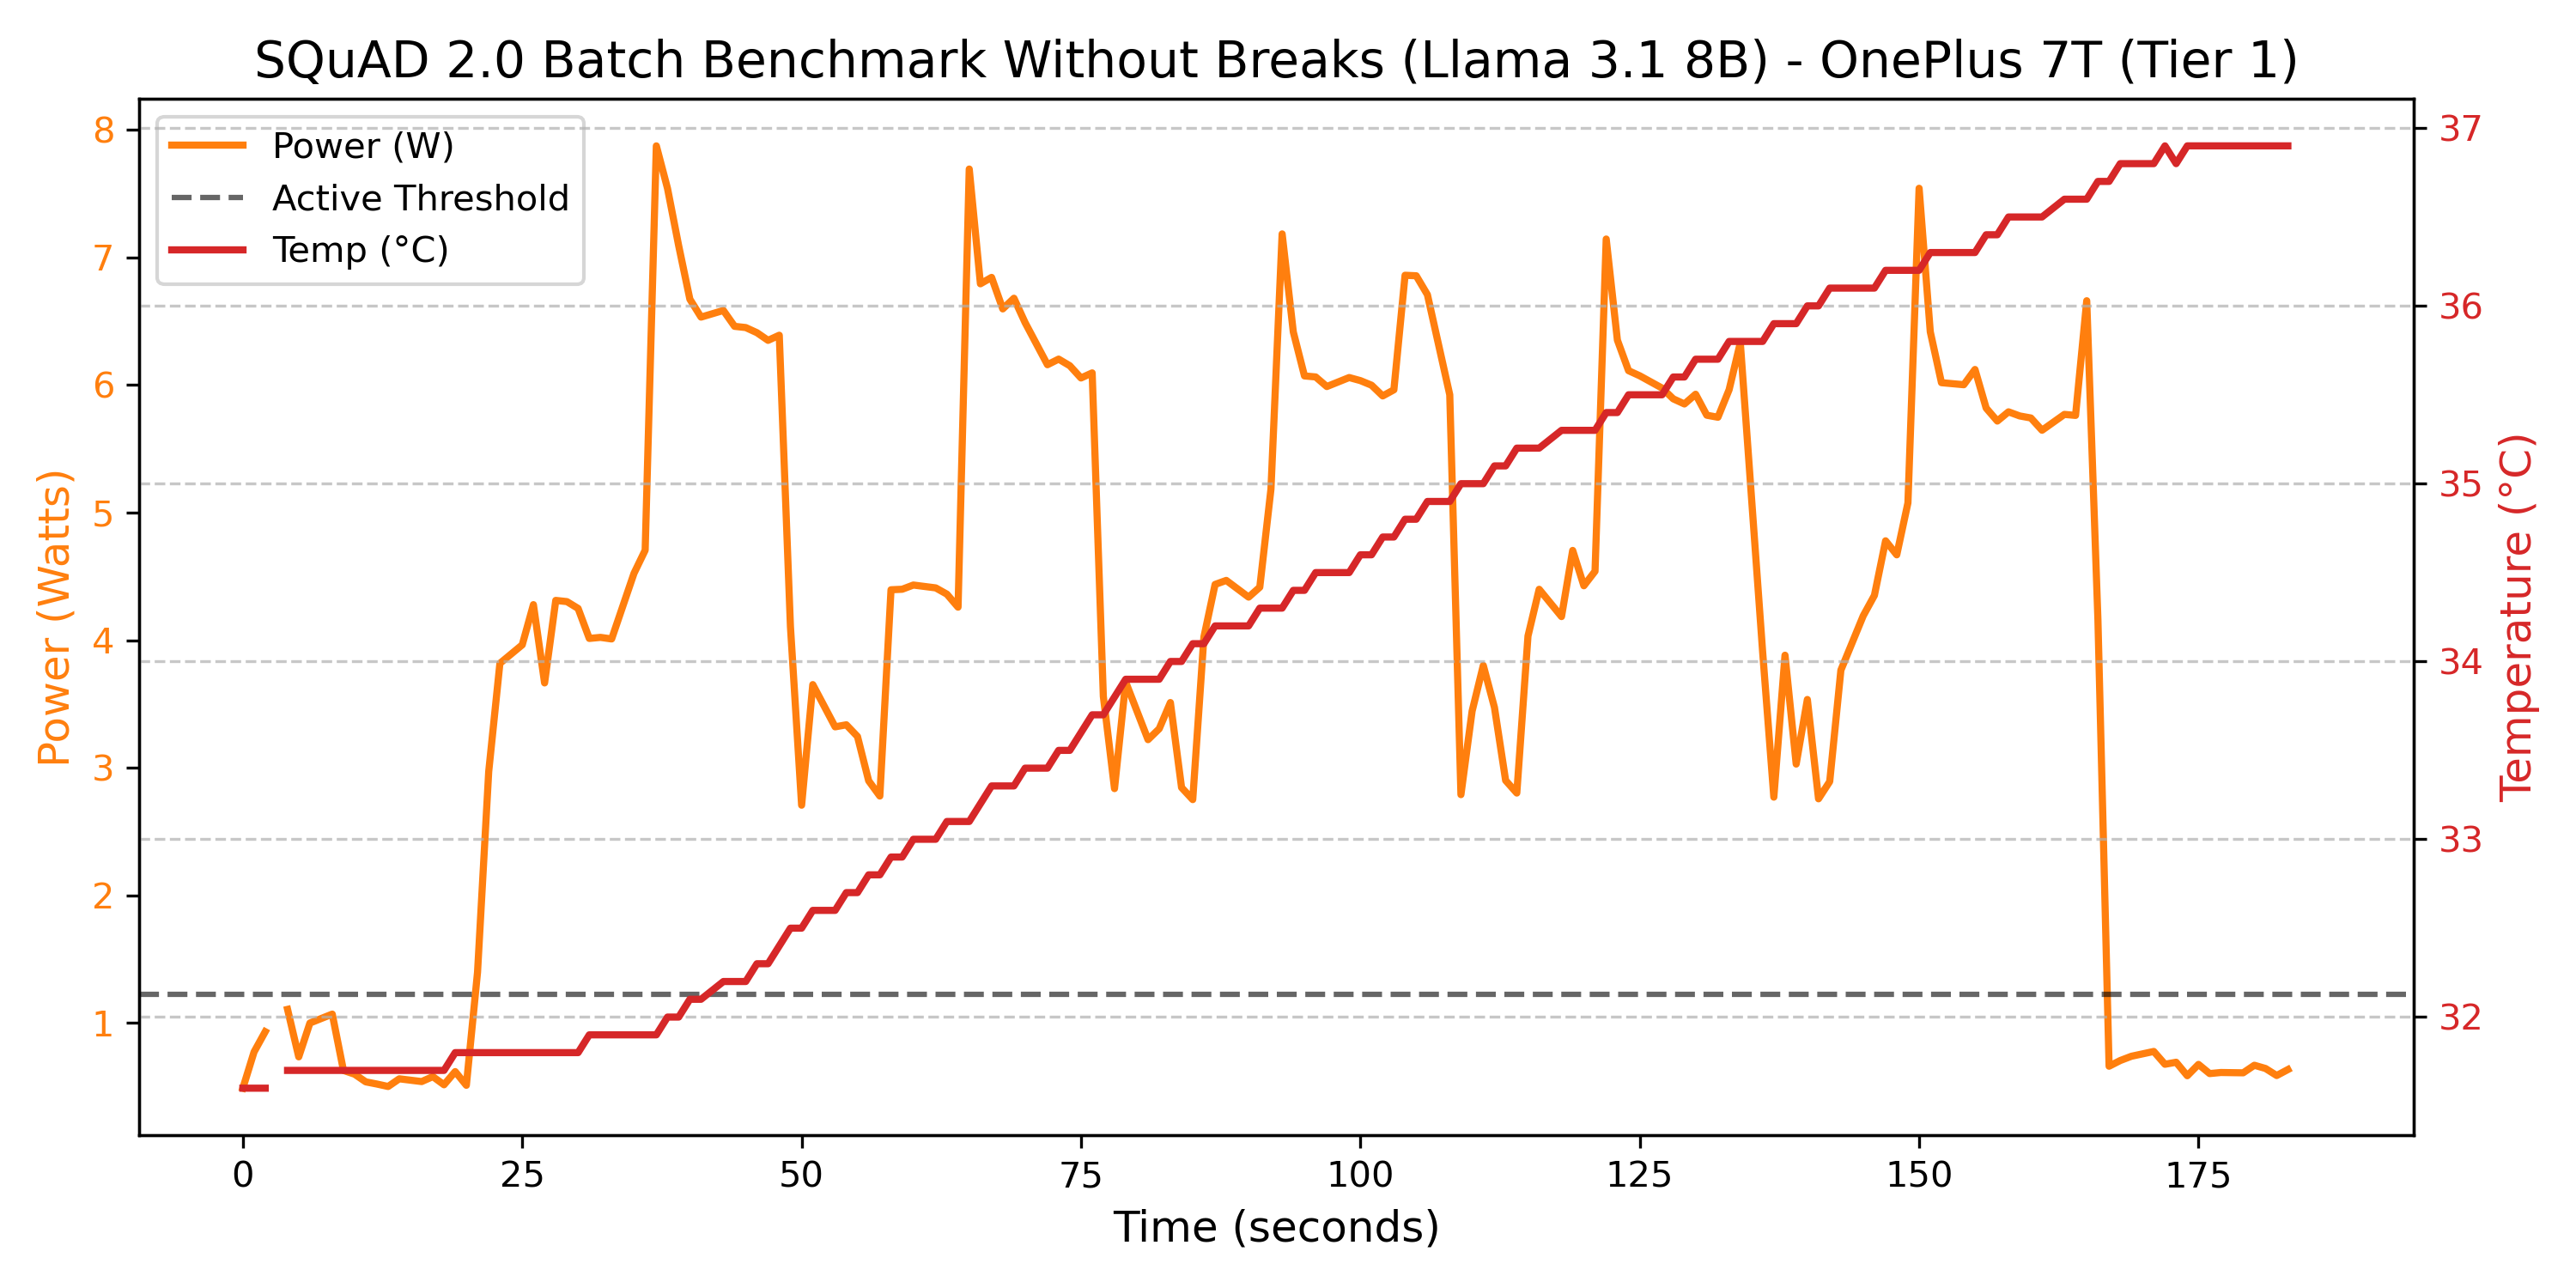 SQuAD 2.0 Batch Benchmark Without Breaks (Llama 3.1 8B) - OnePlus 7T (Tier 1)
Power (W)
Active Threshold
Temp (°C)
Power (Watts)
8
7
6
5
4
3
2
1
37
36
35
34
33
32
Temperature (°C)
0 25 50 75 100 125 150 175
Time (seconds)